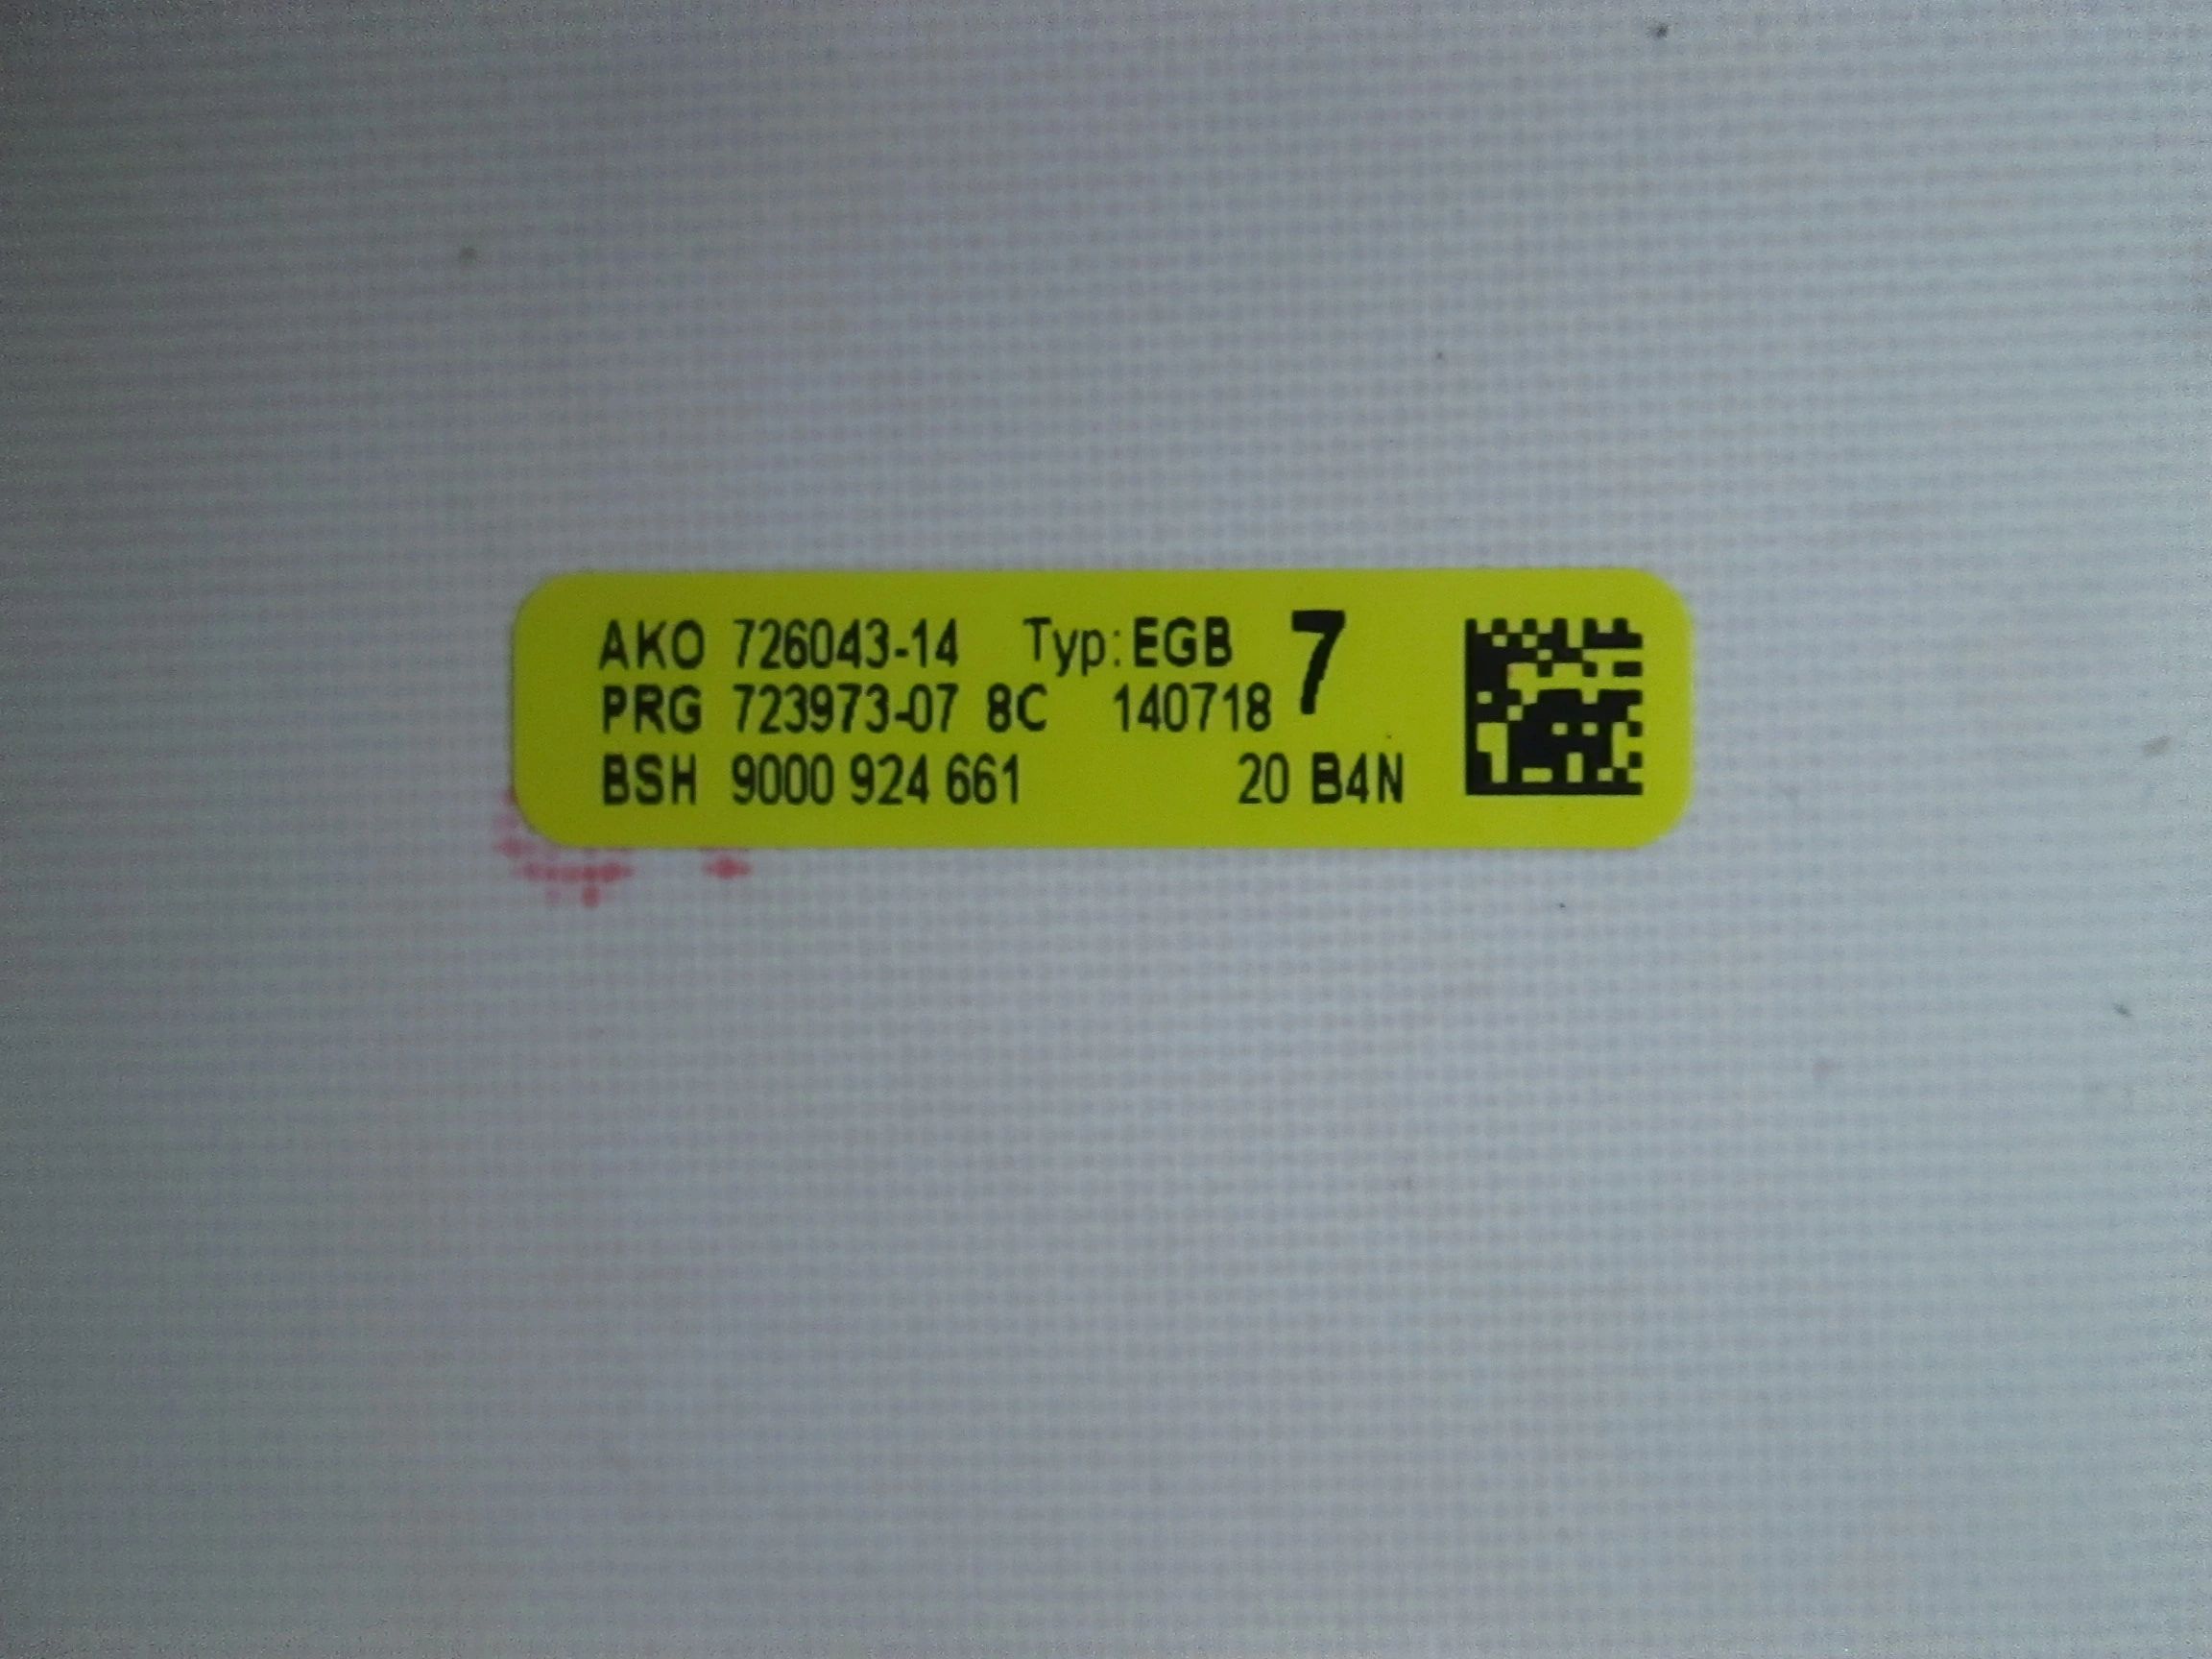 AKO 726043-14 Typ: EGB 7
PRG 723973-07 8C 140718
BSH 9000 924 661 20 B4N